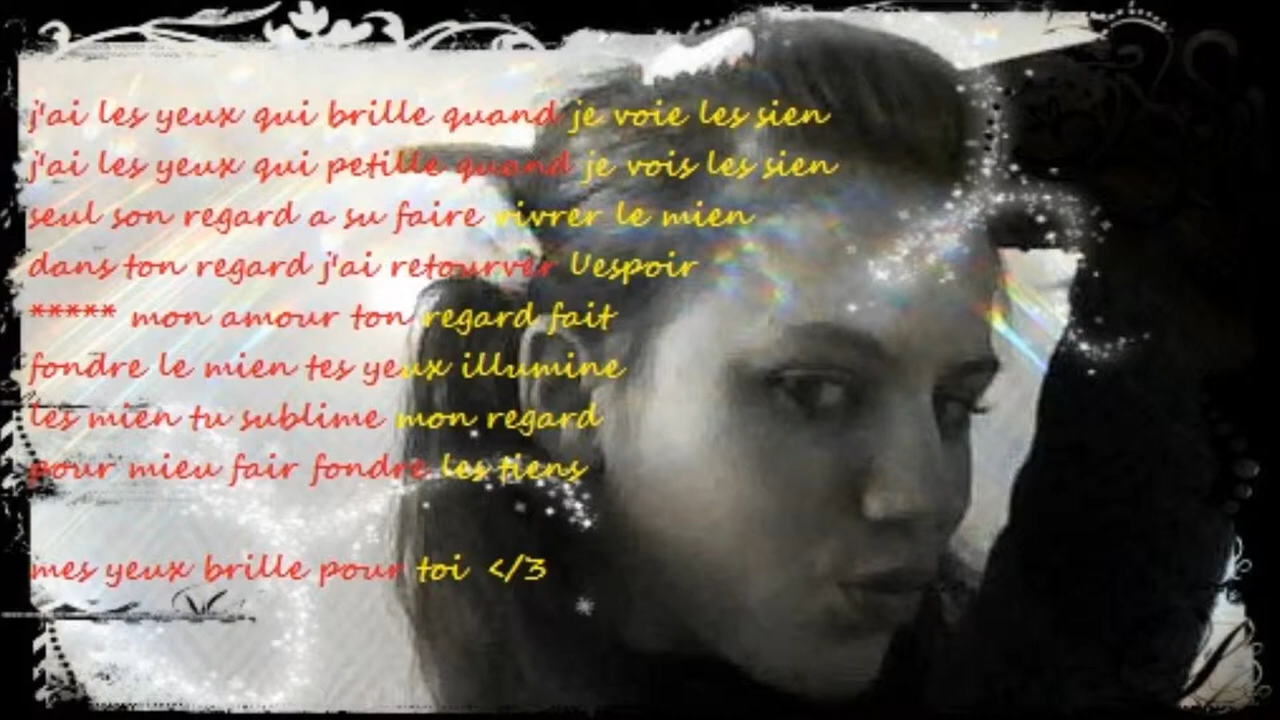 j'ai les yeux qui brille quand je voie les sien
j'ai les yeux qui petille quand je vois les sien
seul son regard a su faire vivrer le mien
dans ton regard j'ai retourver l'espoir
***** mon amour ton regard fait
fondre le mien tes yeux illumine
les mien tu sublime mon regard
pour mieu fair fondre les tiens
mes yeux brille pour toi </3